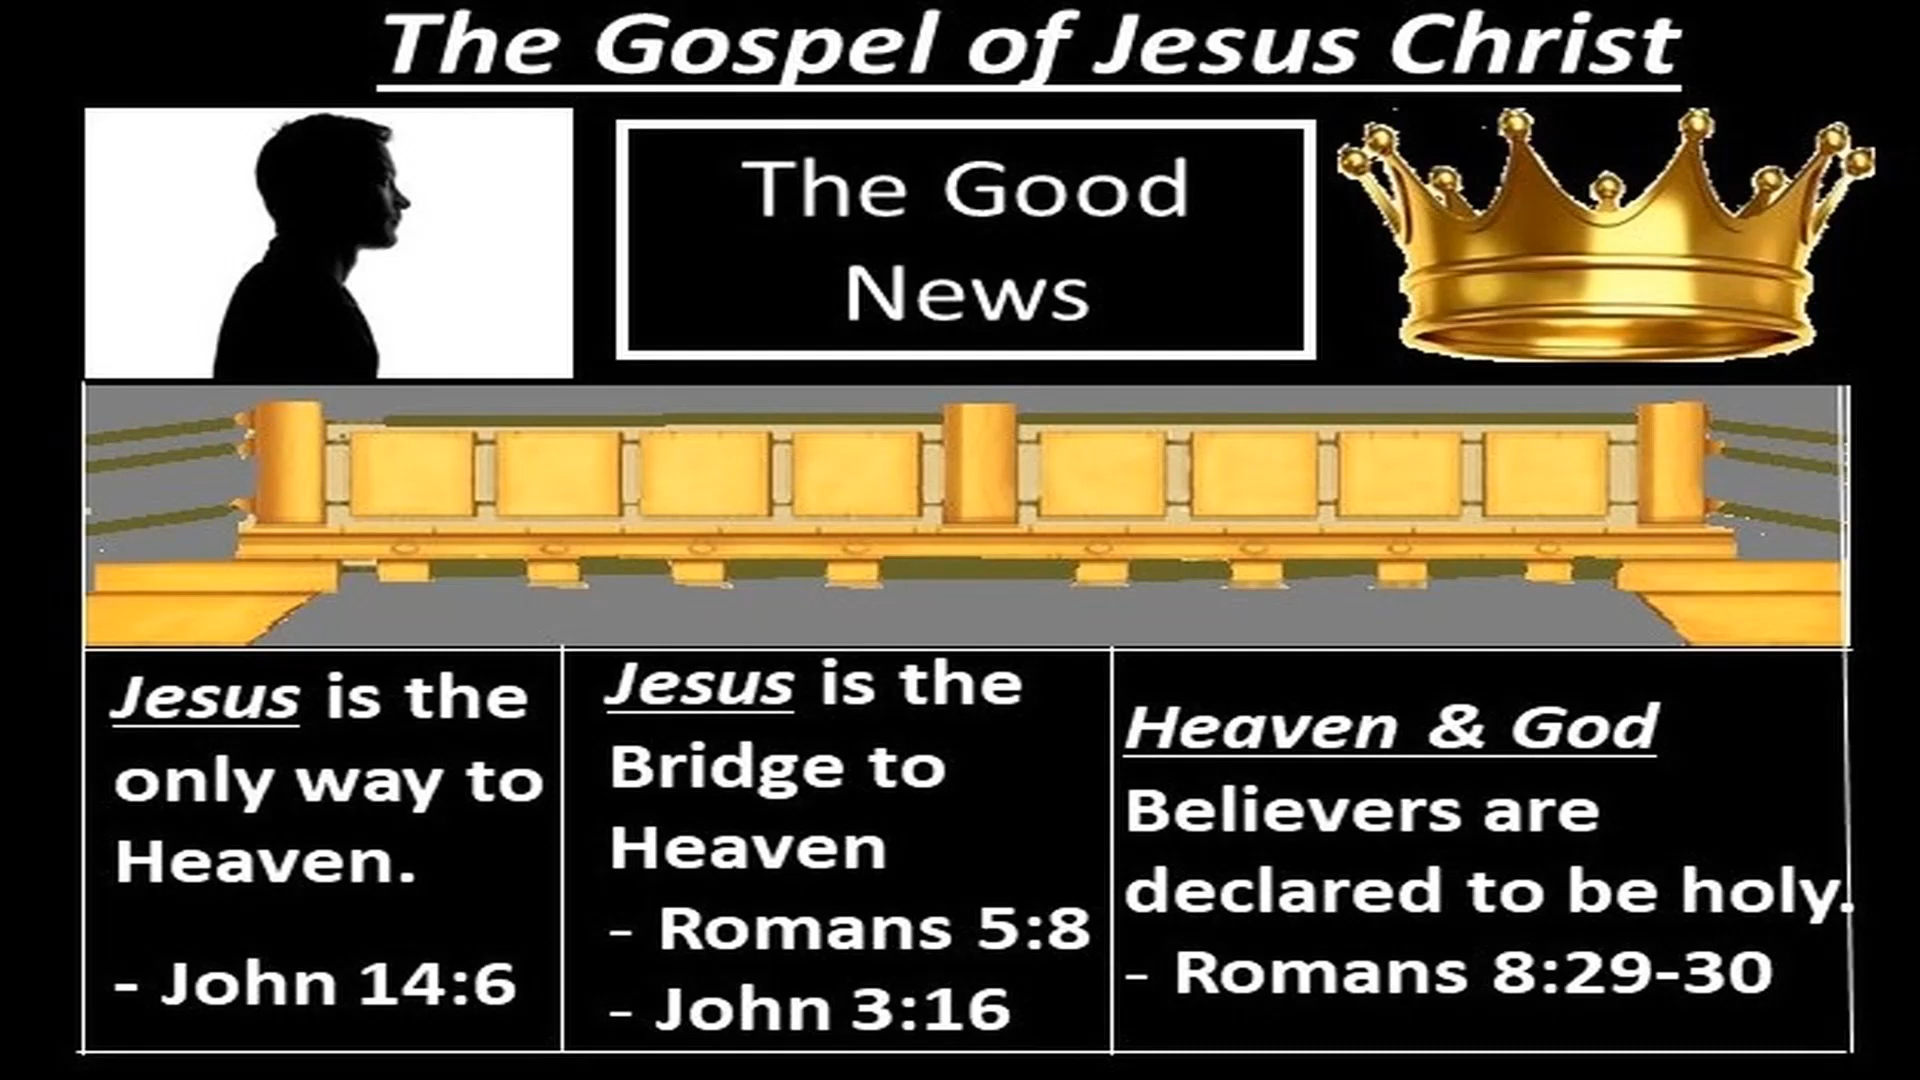 The Gospel of Jesus Christ
The Good
News
Jesus is the
only way to
Heaven.
- John 14:6
Jesus is the
Bridge to
Heaven
- Romans 5:8
- John 3:16
Heaven & God
Believers are
declared to be holy.
- Romans 8:29-30